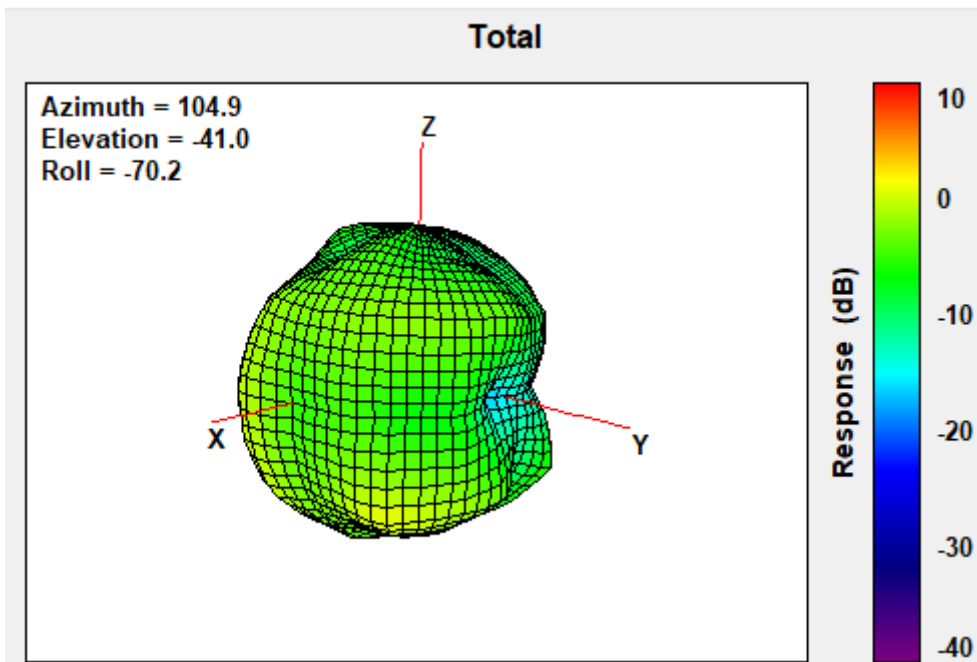 Total
Azimuth = 104.9
Elevation = -41.0
Roll = -70.2
Z
X
Y
10
0
-10
-20
-30
-40
Response (dB)